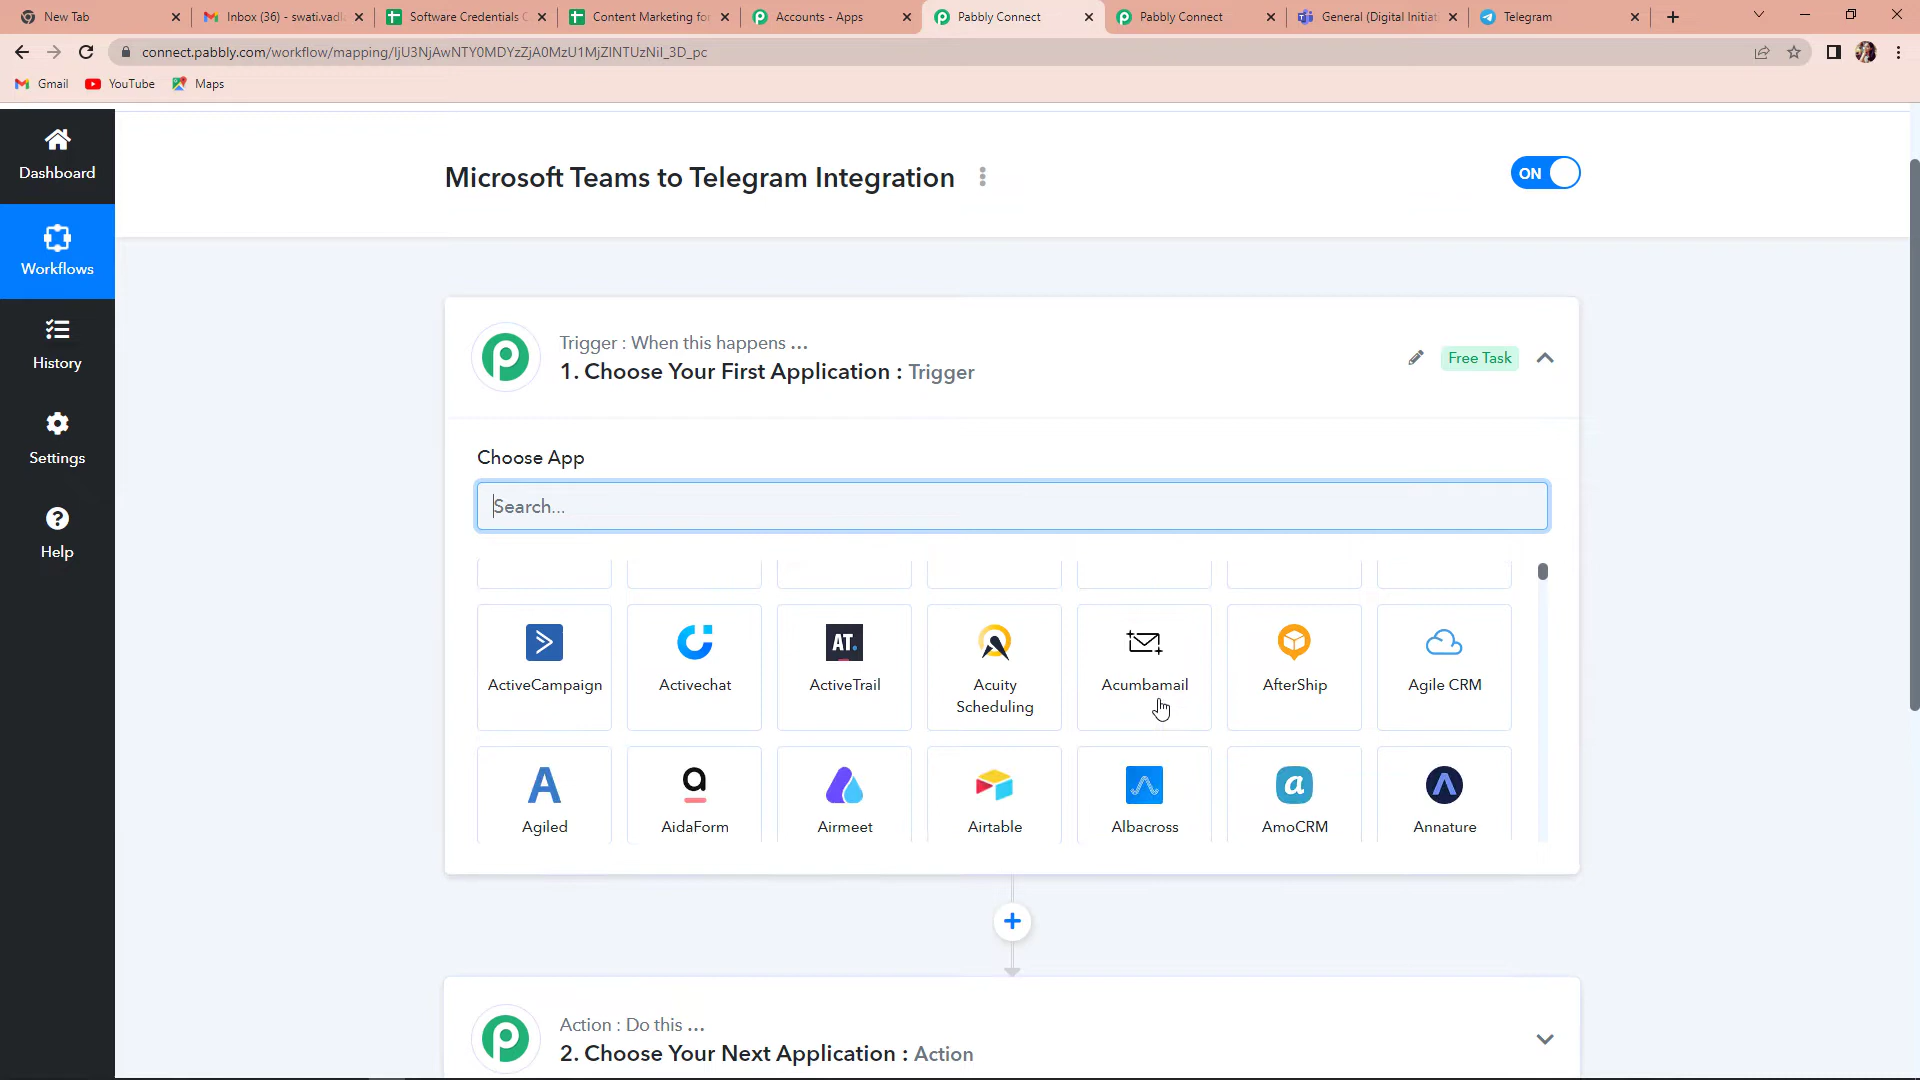 New Tab
Inbox (36) - swati.vadl
Software Credentials C
Content Marketing for
Accounts - Apps
Pabbly Connect
Pabbly Connect
General (Digital Initiat
Telegram
connect.pabbly.com/workflow/mapping/IjU3NjAwNTY0MDYzZjA0MzU1MjZlNTUzNiI_3D_pc
Gmail
YouTube
Maps
Dashboard
Workflows
History
Settings
Help
Microsoft Teams to Telegram Integration
ON
Trigger : When this happens ...
1. Choose Your First Application : Trigger
Free Task
Choose App
Search...
ActiveCampaign
Activechat
AT.
ActiveTrail
Acuity
Scheduling
Acumbamail
AfterShip
Agile CRM
Agiled
AidaForm
Airmeet
Airtable
Albacross
AmoCRM
Annature
Action : Do this ...
2. Choose Your Next Application : Action